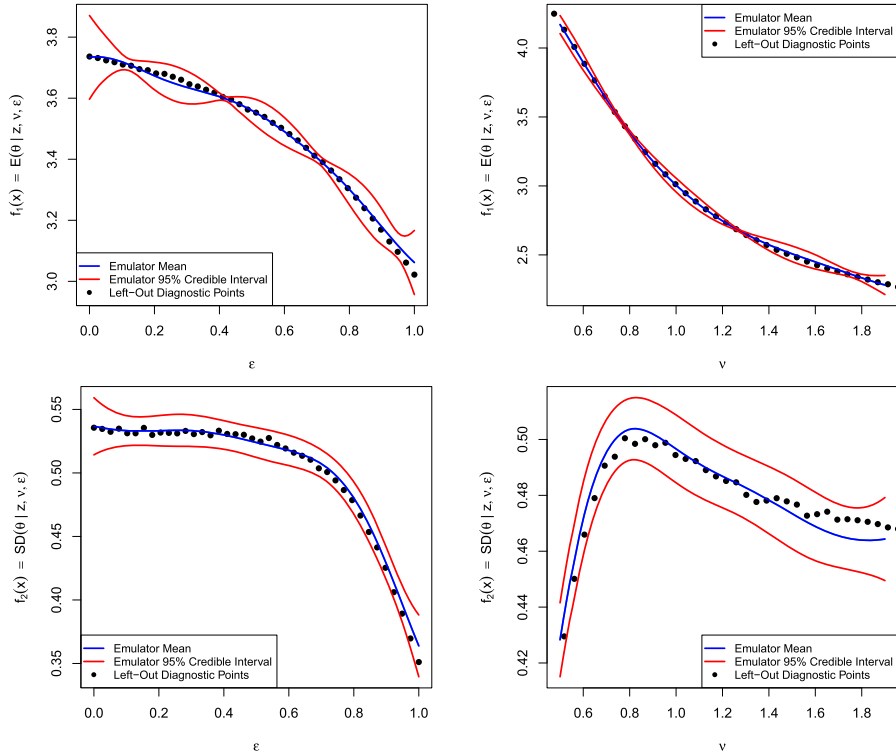 f₁(x) = E(θ | z, ν, ε)
3.8
3.6
3.4
3.2
3.0
Emulator Mean
Emulator 95% Credible Interval
Left−Out Diagnostic Points
0.0 0.2 0.4 0.6 0.8 1.0
ε
f₁(x) = E(θ | z, ν, ε)
4.0
3.5
3.0
2.5
Emulator Mean
Emulator 95% Credible Interval
Left−Out Diagnostic Points
0.6 0.8 1.0 1.2 1.4 1.6 1.8
ν
f₂(x) = SD(θ | z, ν, ε)
0.55
0.50
0.45
0.40
0.35
Emulator Mean
Emulator 95% Credible Interval
Left−Out Diagnostic Points
0.0 0.2 0.4 0.6 0.8 1.0
ε
f₂(x) = SD(θ | z, ν, ε)
0.50
0.48
0.46
0.44
0.42
Emulator Mean
Emulator 95% Credible Interval
Left−Out Diagnostic Points
0.6 0.8 1.0 1.2 1.4 1.6 1.8
ν